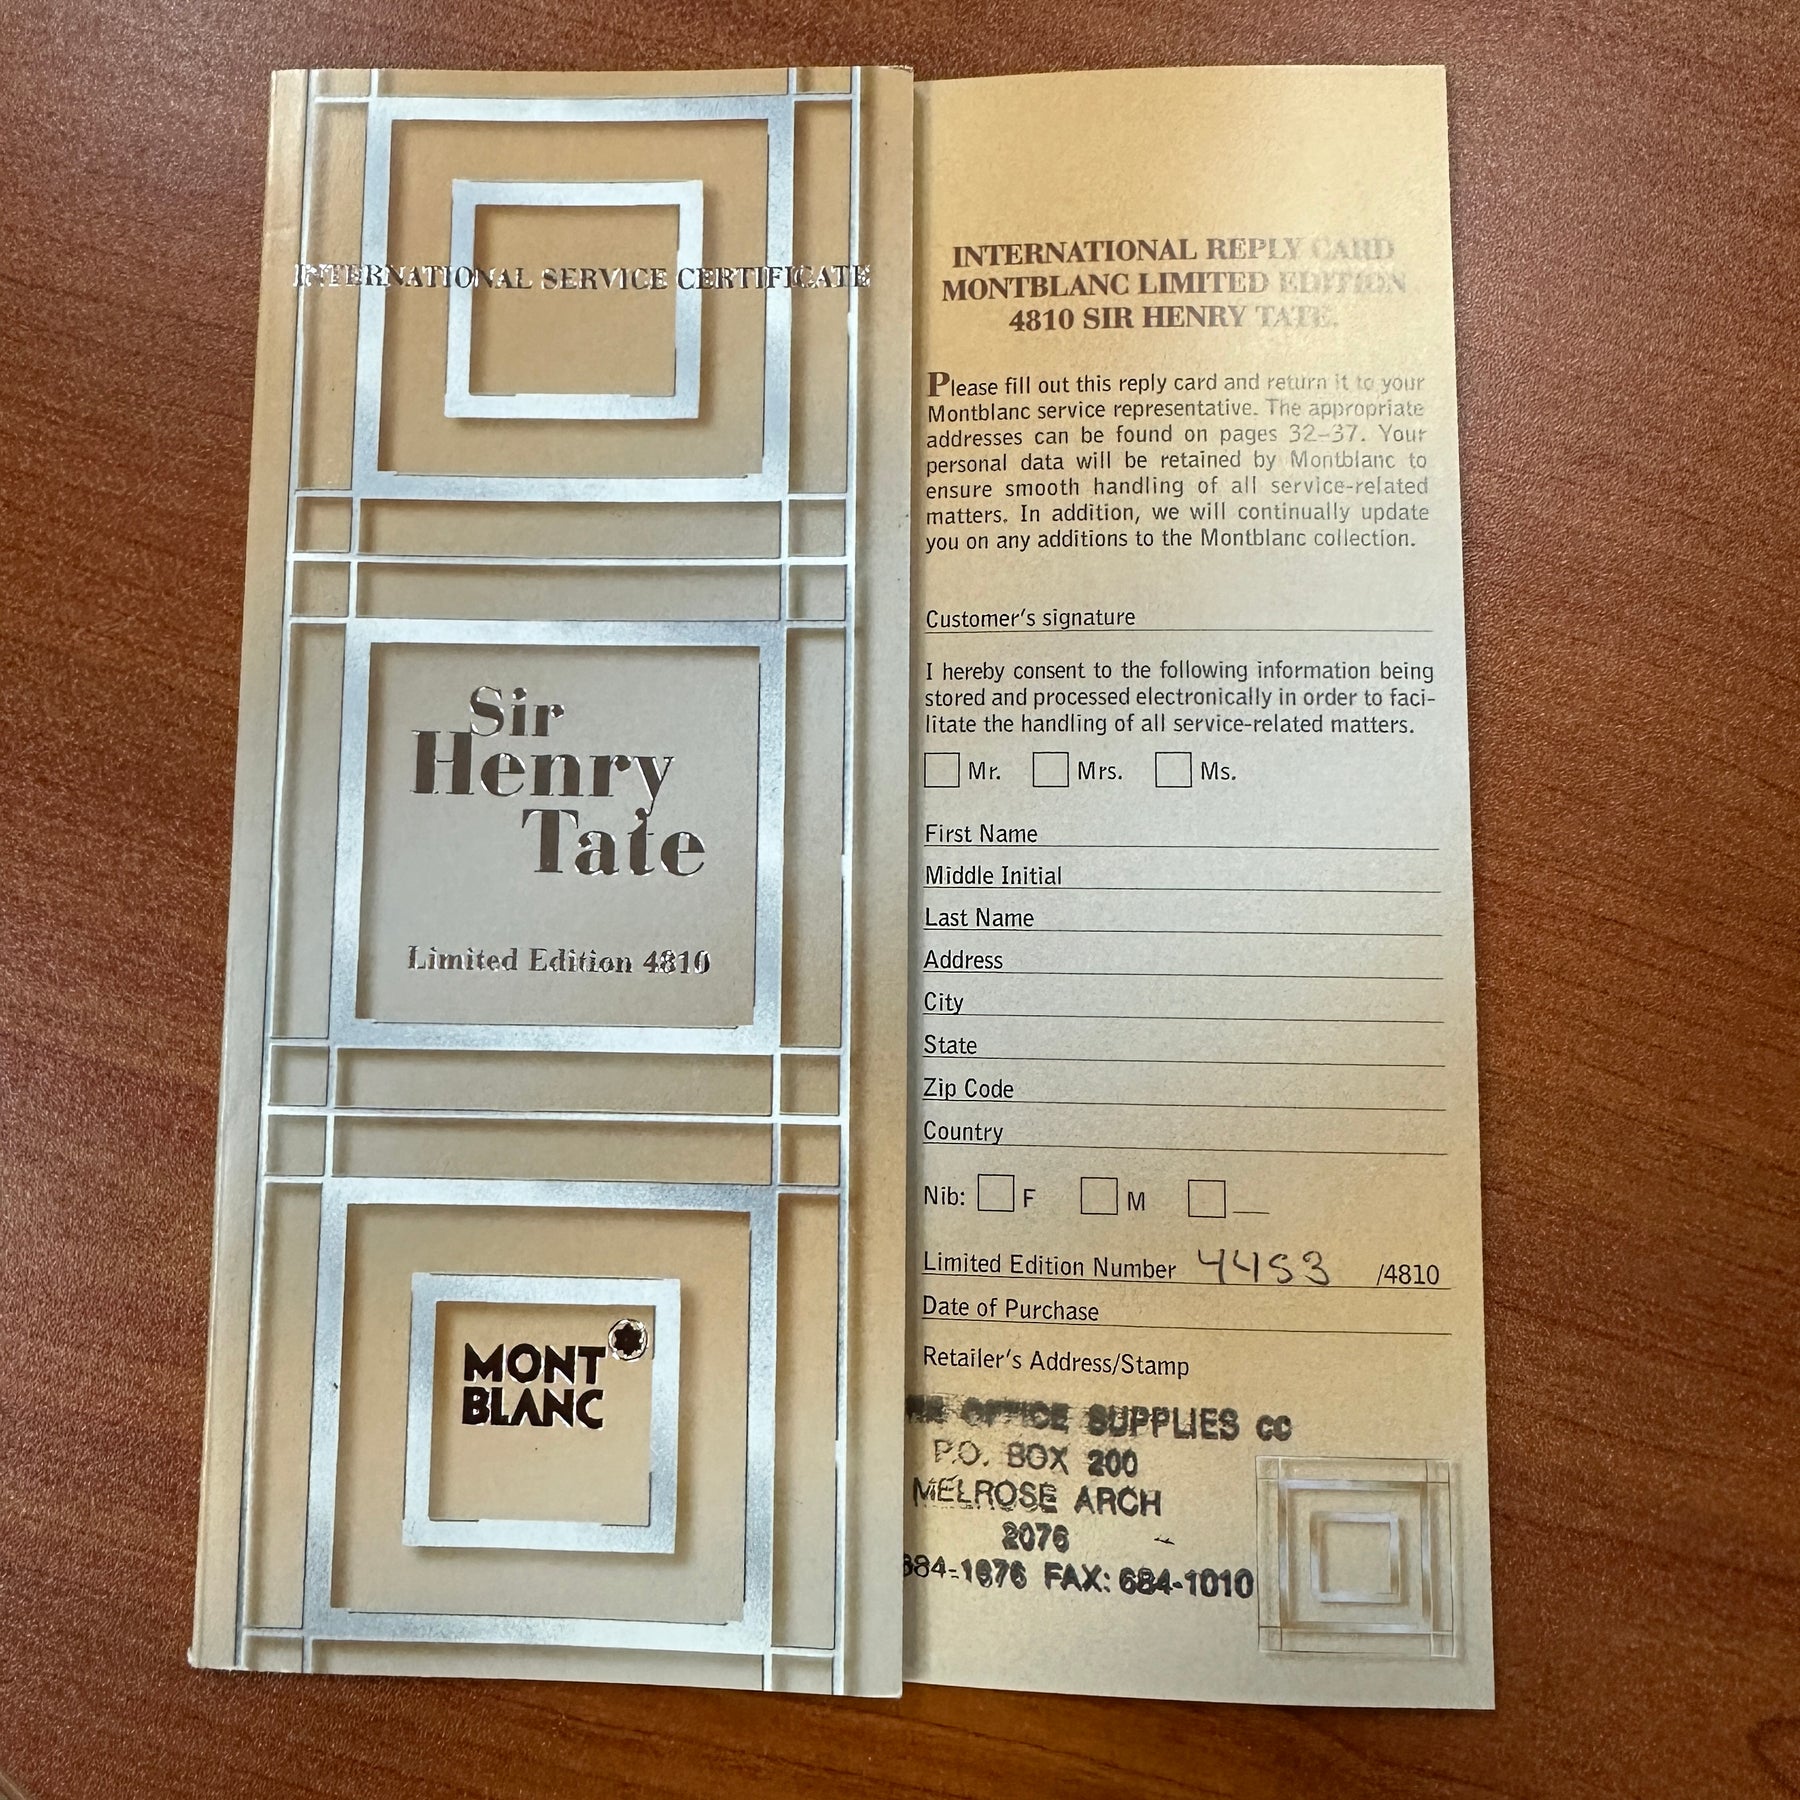 INTERNATIONAL SERVICE CERTIFICATE
Sir
Henry
Tate
Limited Edition 4810
MONT
BLANC
INTERNATIONAL REPLY CARD
MONTBLANC LIMITED EDITION
4810 SIR HENRY TATE.
Please fill out this reply card and return it to your
Montblanc service representative. The appropriate
addresses can be found on pages 32–37. Your
personal data will be retained by Montblanc to
ensure smooth handling of all service-related
matters. In addition, we will continually update
you on any additions to the Montblanc collection.
Customer's signature
I hereby consent to the following information being
stored and processed electronically in order to faci-
litate the handling of all service-related matters.
Mr. Mrs. Ms.
First Name
Middle Initial
Last Name
Address
City
State
Zip Code
Country
Nib: F M
Limited Edition Number 4453 /4810
Date of Purchase
Retailer's Address/Stamp
OFFICE SUPPLIES CC
P.O. BOX 200
MELROSE ARCH
2076
684-1676 FAX: 684-1010